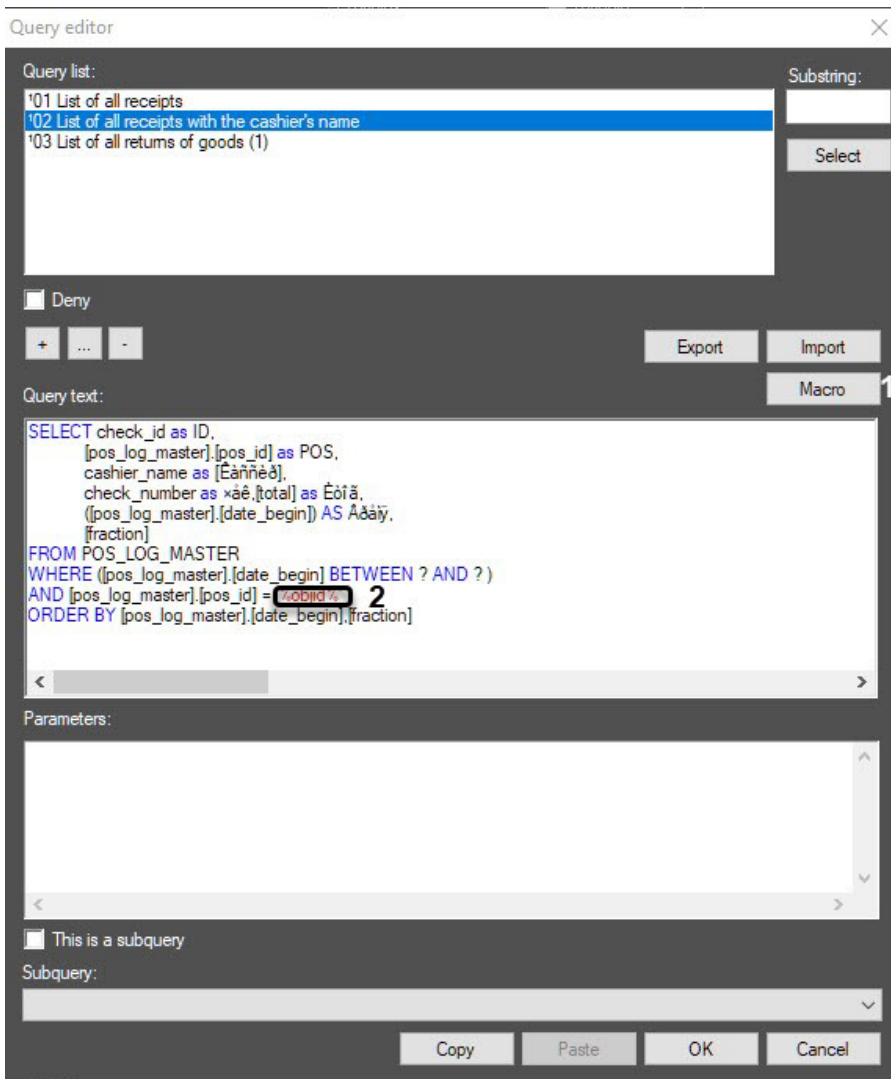 Query editor
Query list:
Substring:
¹01 List of all receipts
¹02 List of all receipts with the cashier's name
¹03 List of all returns of goods (1)
Select
Deny
+ ... -
Export
Import
Macro
1
Query text:
SELECT check_id as ID,
[pos_log_master].[pos_id] as POS,
cashier_name as [Êàññèð],
check_number as ×åê,[total] as Èòîã,
([pos_log_master].[date_begin]) AS Âðåìÿ,
[fraction]
FROM POS_LOG_MASTER
WHERE ([pos_log_master].[date_begin] BETWEEN ? AND ? )
AND [pos_log_master].[pos_id] = '%objid%' 2
ORDER BY [pos_log_master].[date_begin],[fraction]
Parameters:
This is a subquery
Subquery:
Copy
Paste
OK
Cancel